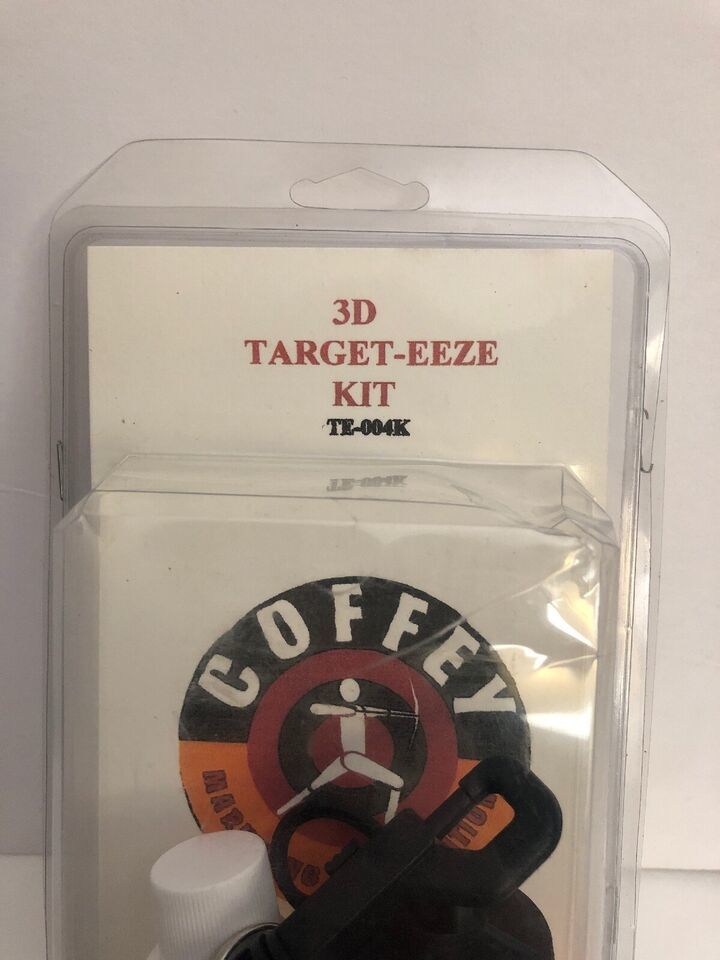 3D
TARGET-EEZE
KIT
TE-004K
COFFEY